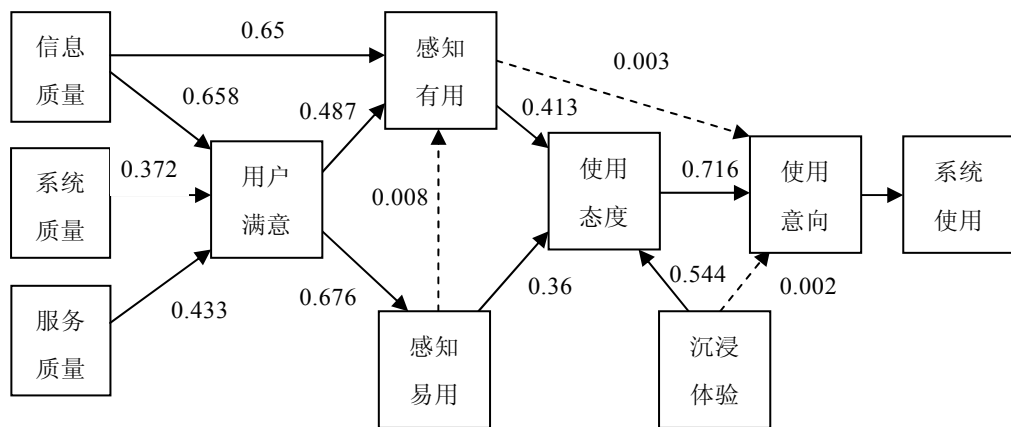 信息
质量
0.65
感知
有用
0.003
0.658
0.487
0.413
系统
质量
0.372
用户
满意
0.008
使用
态度
0.716
使用
意向
系统
使用
服务
质量
0.433
0.676
感知
易用
0.36
0.544
0.002
沉浸
体验